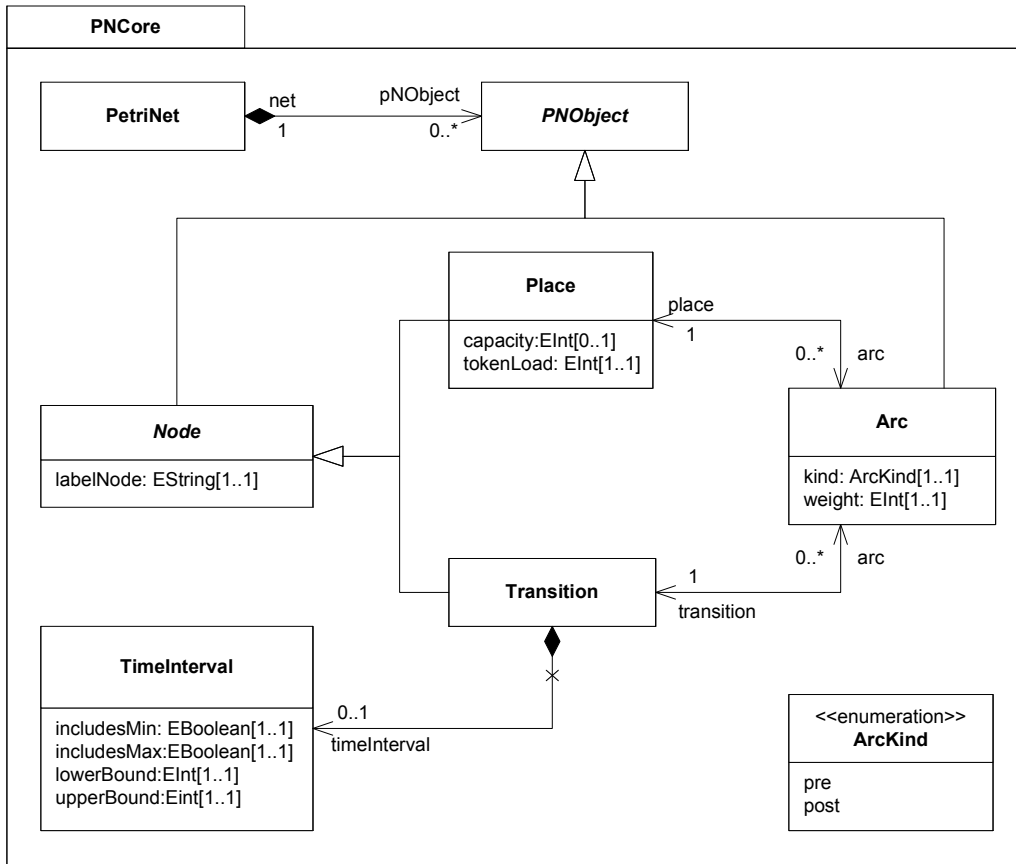 PNCore
PetriNet
net
1
pNObject
0..*
PNObject
Place
capacity:EInt[0..1]
tokenLoad: EInt[1..1]
place
1
0..*
arc
Node
labelNode: EString[1..1]
Arc
kind: ArcKind[1..1]
weight: EInt[1..1]
0..*
arc
1
transition
Transition
TimeInterval
includesMin: EBoolean[1..1]
includesMax:EBoolean[1..1]
lowerBound:EInt[1..1]
upperBound:Eint[1..1]
0..1
timeInterval
<<enumeration>>
ArcKind
pre
post